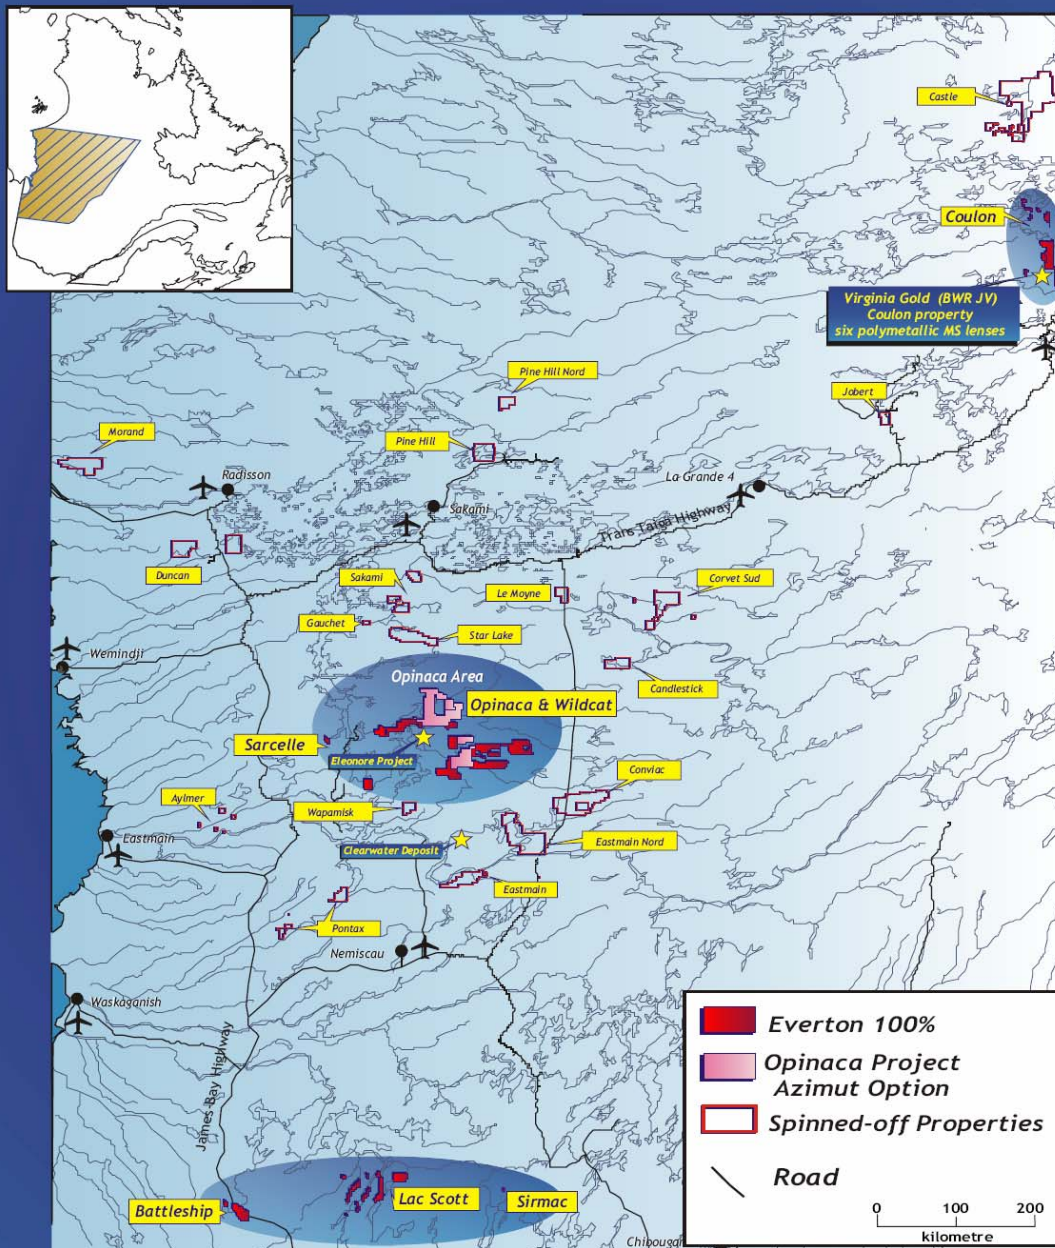 Castle
Coulon
Virginia Gold (BWR JV)
Coulon property
six polymetallic MS lenses
Pine Hill Nord
Jobert
Morand
Pine Hill
Radisson
La Grande 4
Sakami
Trans Taiga Highway
Duncan
Sakami
Le Moyne
Corvet Sud
Gauchet
Star Lake
Wemindji
Candlestick
Opinaca Area
Opinaca & Wildcat
Sarcelle
Eleonore Project
Conviac
Aylmer
Wapamisk
Eastmain
Clearwater Deposit
Eastmain Nord
Eastmain
Pontax
Nemiscau
Waskaganish
James Bay Highway
Everton 100%
Opinaca Project
Azimut Option
Spinned-off Properties
Road
0 100 200
kilometre
Battleship
Lac Scott
Sirmac